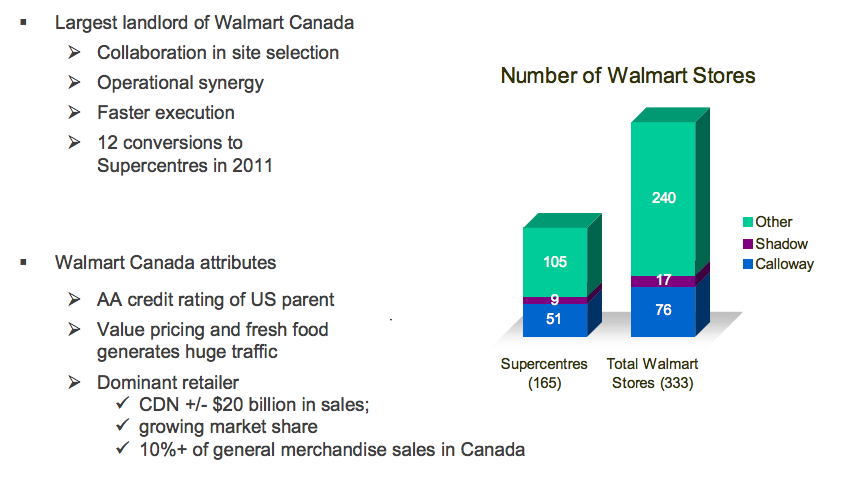 Largest landlord of Walmart Canada
Collaboration in site selection
Operational synergy
Faster execution
12 conversions to
Supercentres in 2011
Walmart Canada attributes
AA credit rating of US parent
Value pricing and fresh food
generates huge traffic
Dominant retailer
CDN +/- $20 billion in sales;
growing market share
10%+ of general merchandise sales in Canada
Number of Walmart Stores
240
105
17
9
76
51
Other
Shadow
Calloway
Supercentres
(165)
Total Walmart
Stores (333)